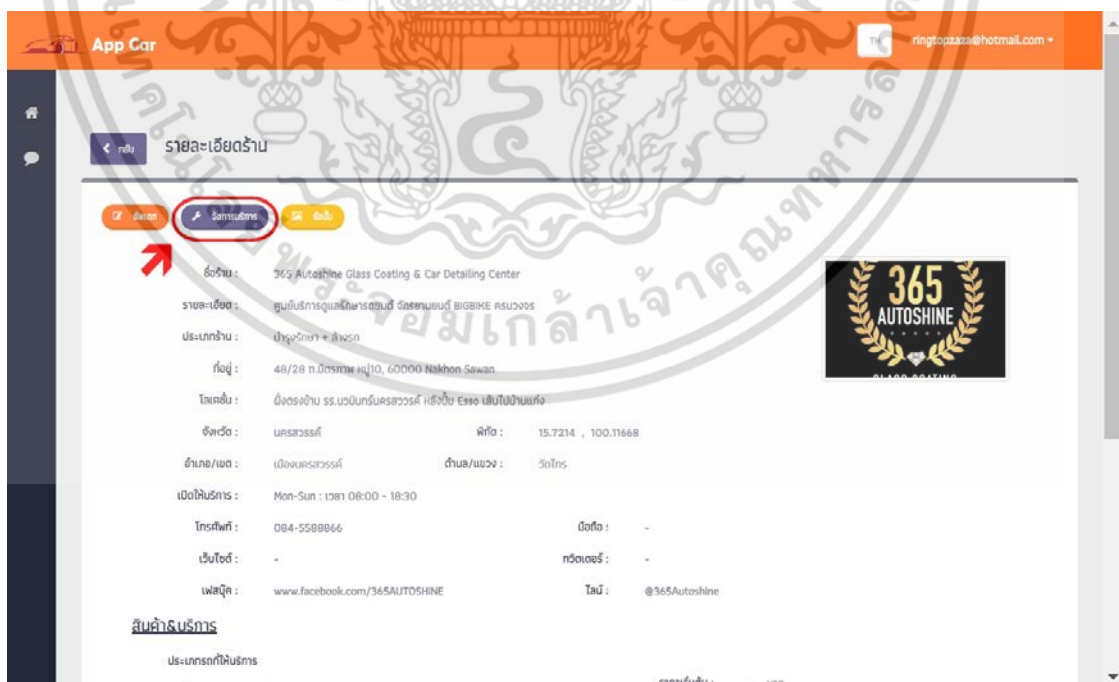 App Car
TH
ringtopzaza@hotmail.com
กลับ
รายละเอียดร้าน
อัพเดท
จัดการบริการ
อัลบั้ม
ชื่อร้าน : 365 Autoshine Glass Coating & Car Detailing Center
รายละเอียด : ศูนย์บริการดูแลรักษารถยนต์ จักรยานยนต์ BIGBIKE ครบวงจร
ประเภทร้าน : บำรุงรักษา + ล้างรถ
ที่อยู่ : 48/28 ถ.มิตรภาพ หมู่10, 60000 Nakhon Sawan
โลเคชั่น : ฝั่งตรงข้าม รร.นวมินทร์นครสวรรค์ หลังปั๊ม Esso เส้นไปบ้านแก่ง
จังหวัด : นครสวรรค์ พิกัด : 15.7214 , 100.11668
อำเภอ/เขต : เมืองนครสวรรค์ ตำบล/แขวง : วัดไทร
เปิดให้บริการ : Mon-Sun : เวลา 08:00 - 18:30
โทรศัพท์ : 084-5588866 มือถือ : -
เว็บไซต์ : - ทวิตเตอร์ : -
เฟสบุ๊ค : www.facebook.com/365AUTOSHINE ไลน์ : @365Autoshine
365
AUTOSHINE
สินค้า&บริการ
ประเภทรถที่ให้บริการ